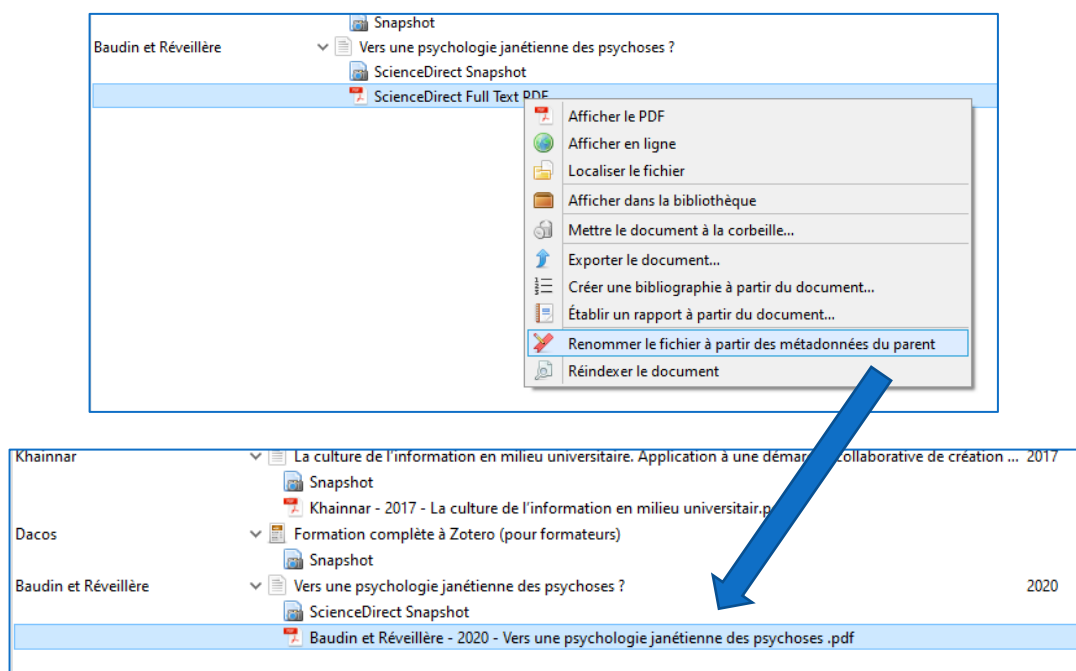 Snapshot
Baudin et Réveillère Vers une psychologie janétienne des psychoses ?
ScienceDirect Snapshot
ScienceDirect Full Text PDF
Afficher le PDF
Afficher en ligne
Localiser le fichier
Afficher dans la bibliothèque
Mettre le document à la corbeille...
Exporter le document...
Créer une bibliographie à partir du document...
Établir un rapport à partir du document...
Renommer le fichier à partir des métadonnées du parent
Réindexer le document
Khainnar La culture de l'information en milieu universitaire. Application à une démarche collaborative de création ... 2017
Snapshot
Khainnar - 2017 - La culture de l'information en milieu universitair.p
Dacos Formation complète à Zotero (pour formateurs)
Snapshot
Baudin et Réveillère Vers une psychologie janétienne des psychoses ? 2020
ScienceDirect Snapshot
Baudin et Réveillère - 2020 - Vers une psychologie janétienne des psychoses .pdf